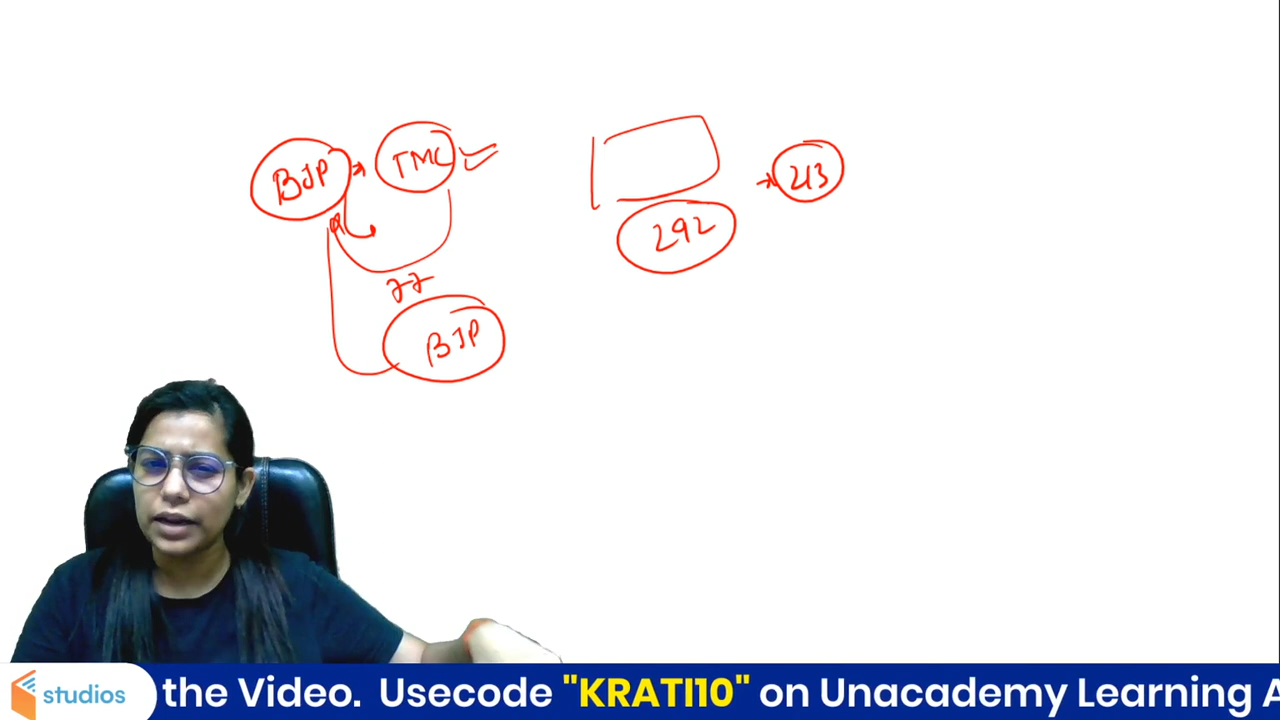 BJP TMC
213
292
77
BJP
studios the Video. Usecode "KRATI10" on Unacademy Learning A